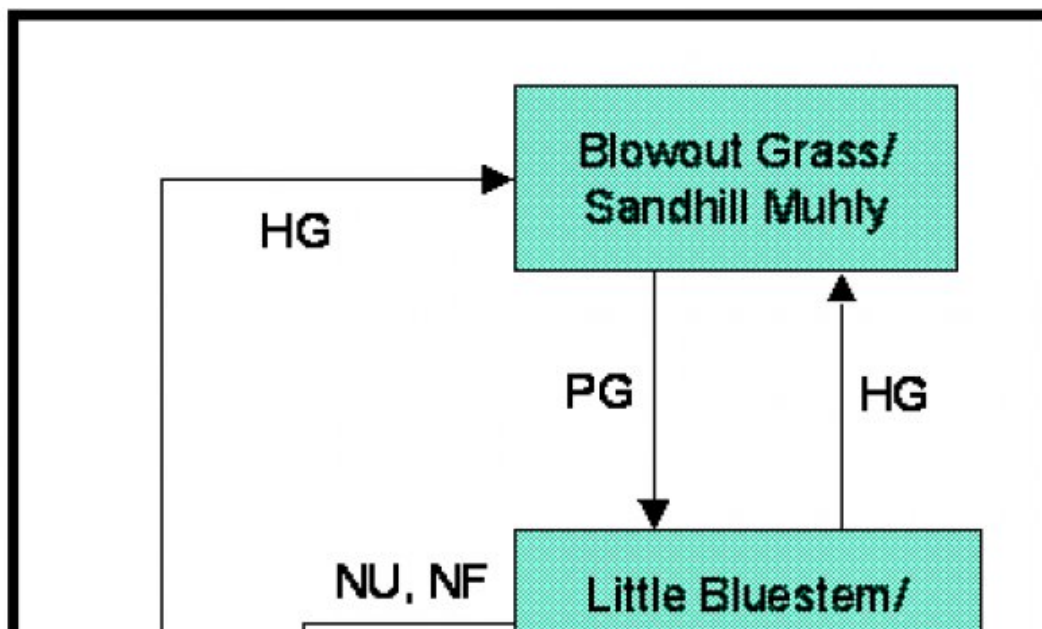 Blowout Grass/
Sandhill Muhly
HG
PG
HG
NU, NF
Little Bluestem/